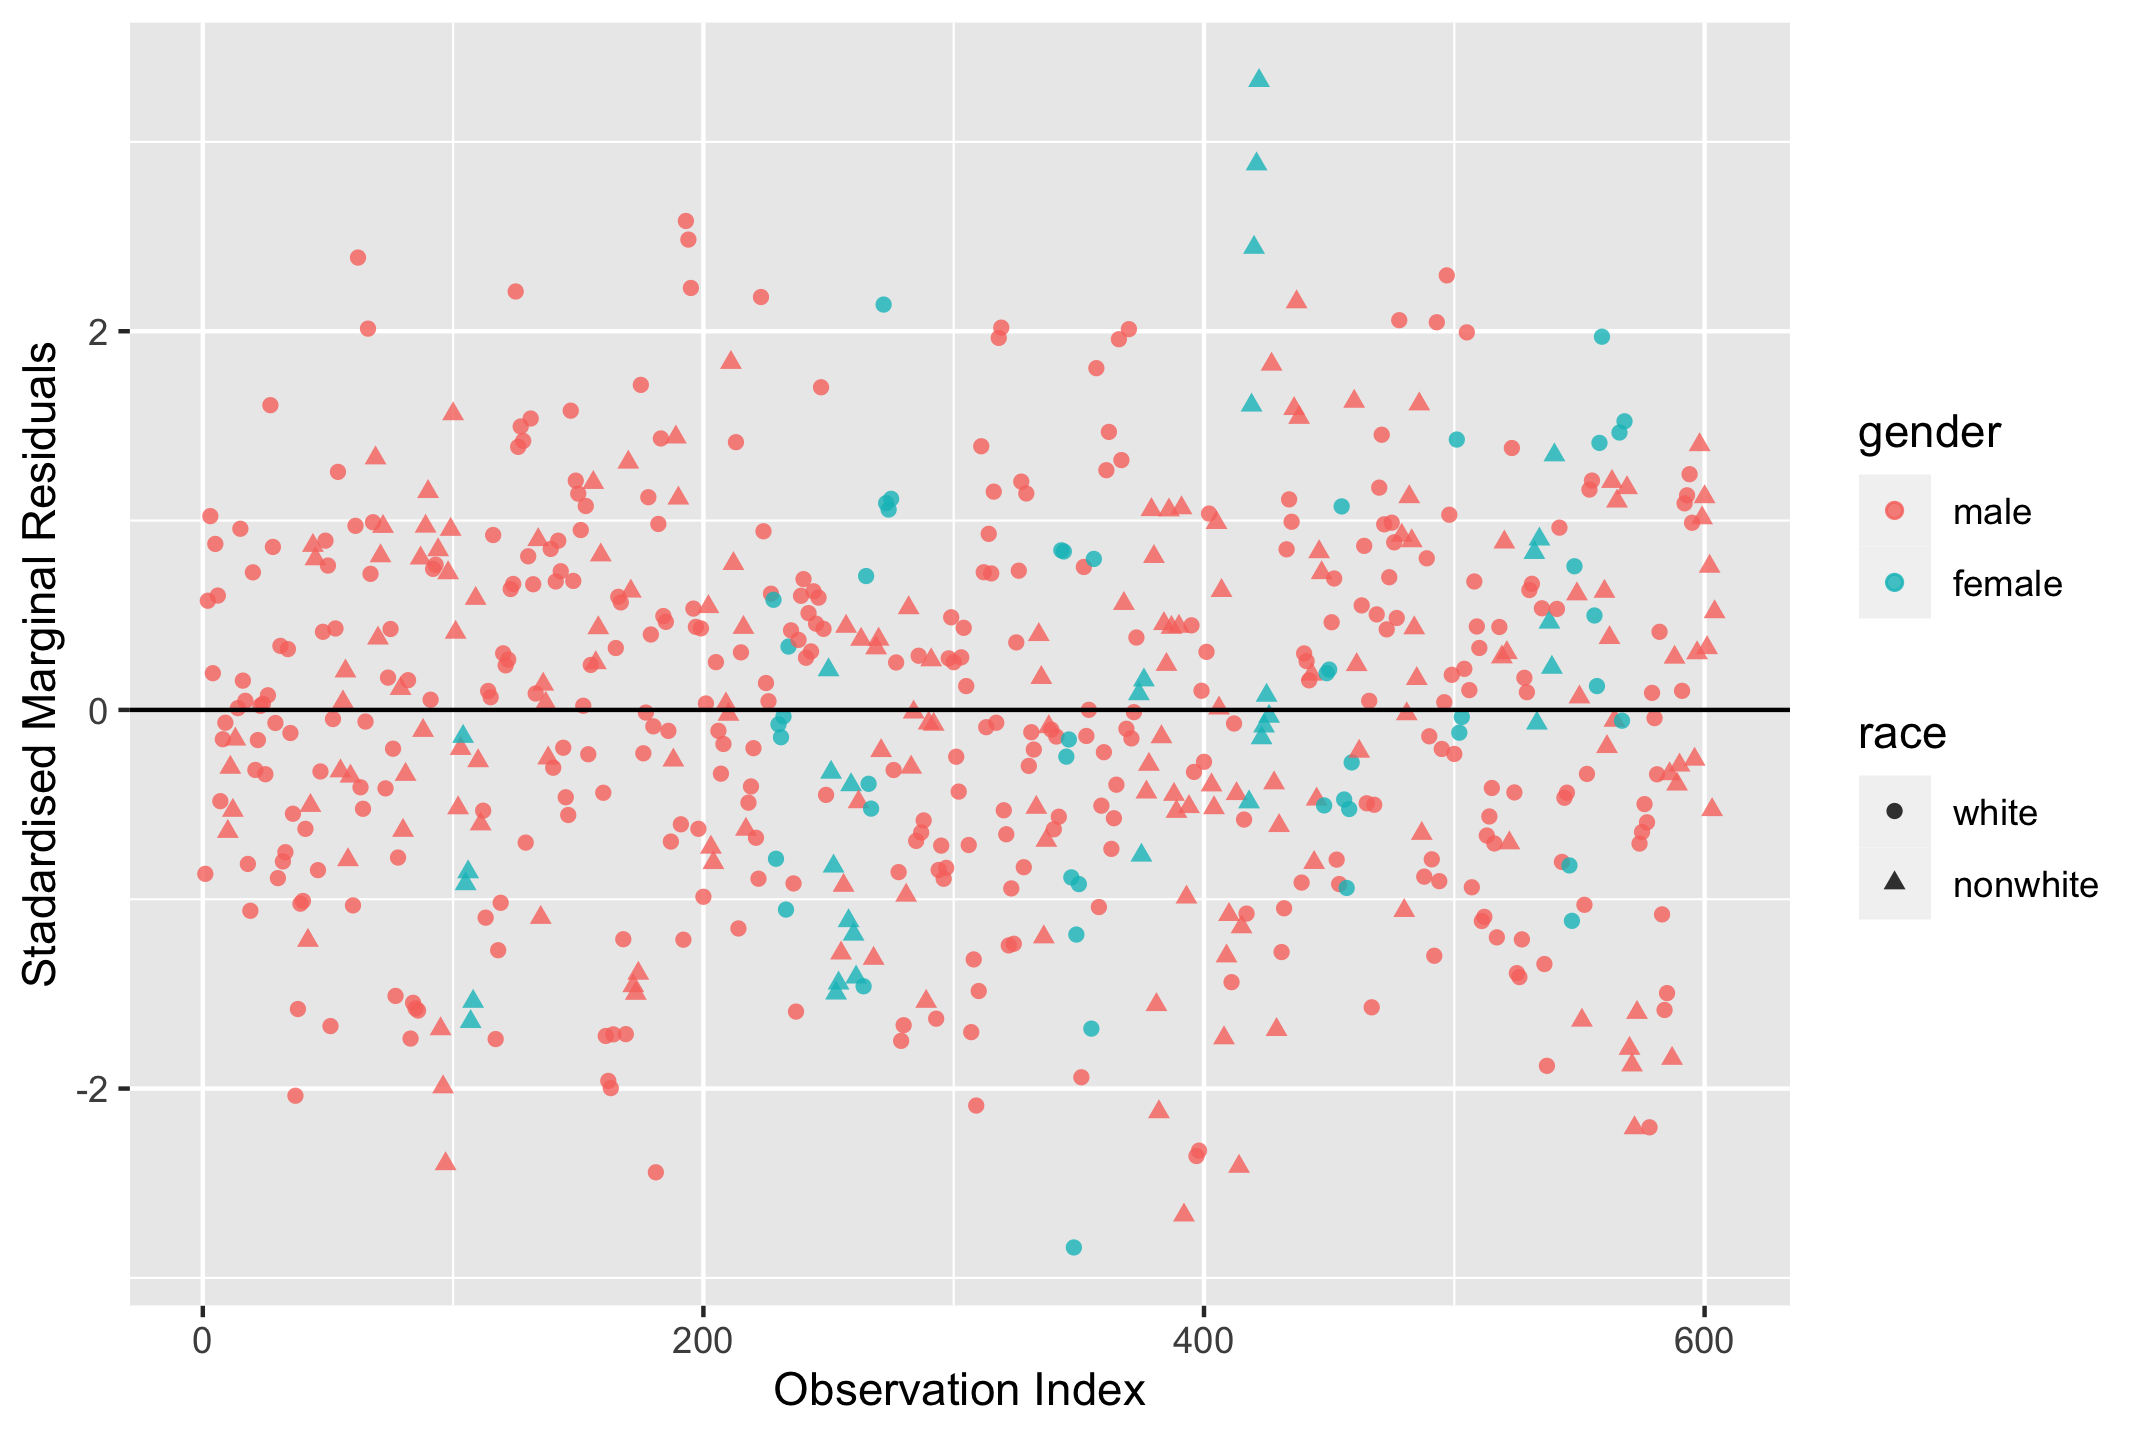 Stadardised Marginal Residuals
2
0
-2
0
200
400
600
Observation Index
gender
male
female
race
white
nonwhite